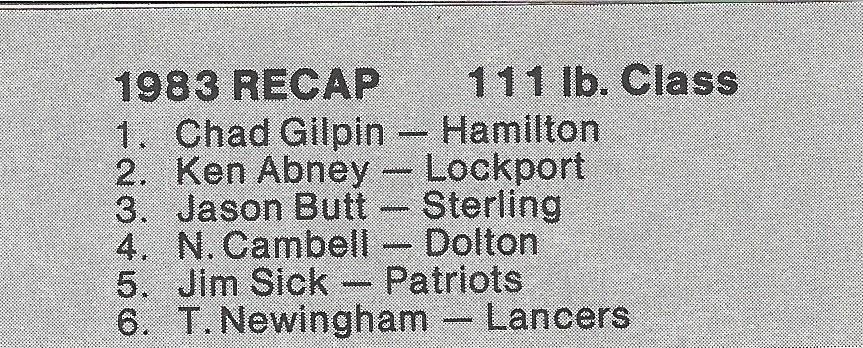 1983 RECAP 111 lb. Class
1. Chad Gilpin — Hamilton
2. Ken Abney — Lockport
3. Jason Butt — Sterling
4. N. Cambell — Dolton
5. Jim Sick — Patriots
6. T. Newingham — Lancers